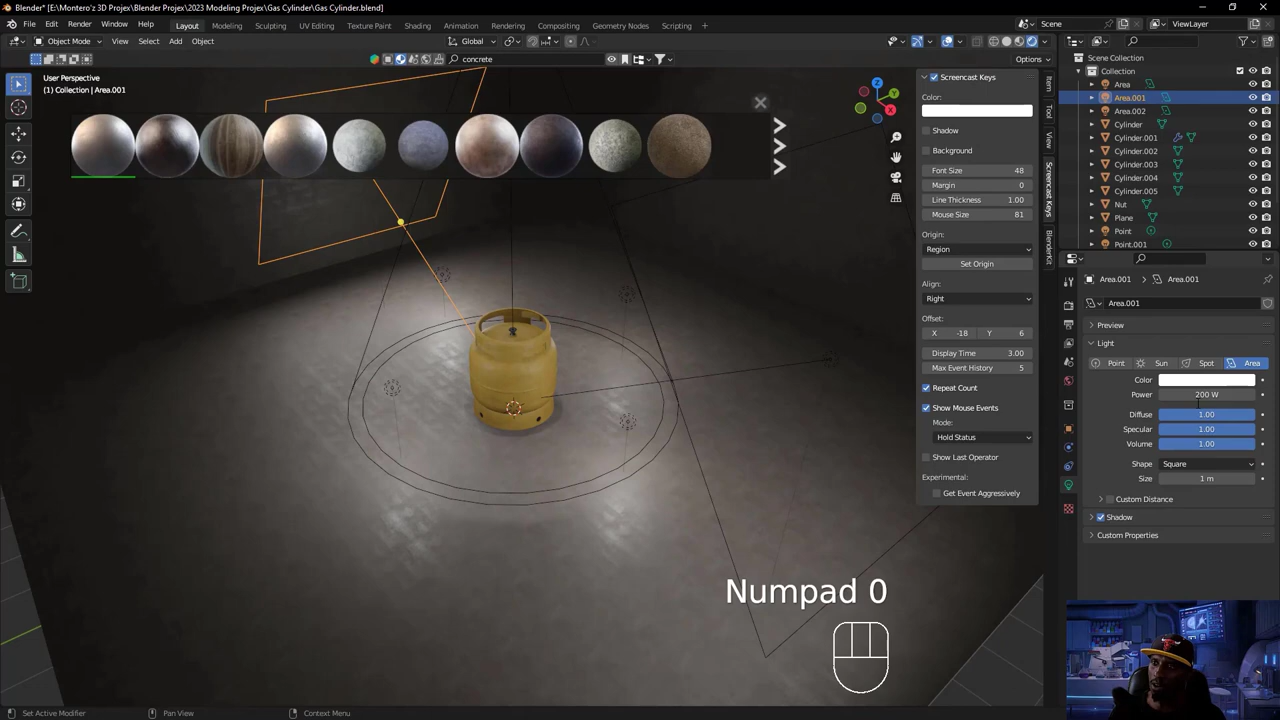 Blender* [E:\Montero'z 3D Projex\Blender Projex\2023 Modeling Projex\Gas Cylinder\Gas Cylinder.blend]
File Edit Render Window Help Layout Modeling Sculpting UV Editing Texture Paint Shading Animation Rendering Compositing Geometry Nodes Scripting + Scene ViewLayer
Object Mode View Select Add Object Global concrete
Options
User Perspective
(1) Collection | Area.001
Item
Tool
View
Screencast Keys
BlenderKit
Screencast Keys
Color:
Shadow
Background
Font Size 48
Margin 0
Line Thickness 1.00
Mouse Size 81
Origin:
Region
Set Origin
Align:
Right
Offset:
X -18 Y 6
Display Time 3.00
Max Event History 5
Repeat Count
Show Mouse Events
Mode:
Hold Status
Show Last Operator
Experimental:
Get Event Aggressively
Scene Collection
Collection
Area
Area.001
Area.002
Cylinder
Cylinder.001
Cylinder.002
Cylinder.003
Cylinder.004
Cylinder.005
Nut
Plane
Point
Point.001
Area.001 Area.001
Area.001
Preview
Light
Point Sun Spot Area
Color
Power 200 W
Diffuse 1.00
Specular 1.00
Volume 1.00
Shape Square
Size 1 m
Custom Distance
Shadow
Custom Properties
Z
Y
X
Numpad 0
Set Active Modifier Pan View Context Menu